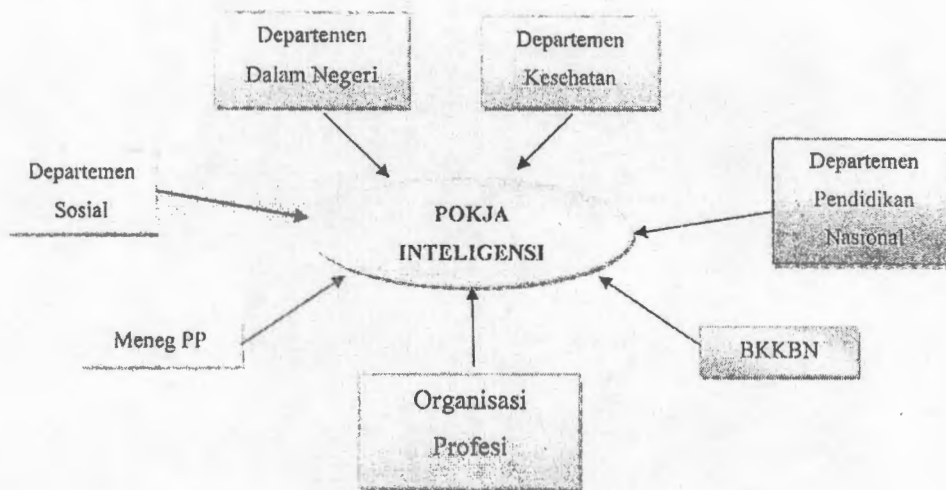 Departemen
Dalam Negeri
Departemen
Kesehatan
Departemen
Sosial
POKJA
INTELIGENSI
Departemen
Pendidikan
Nasional
Meneg PP
BKKBN
Organisasi
Profesi